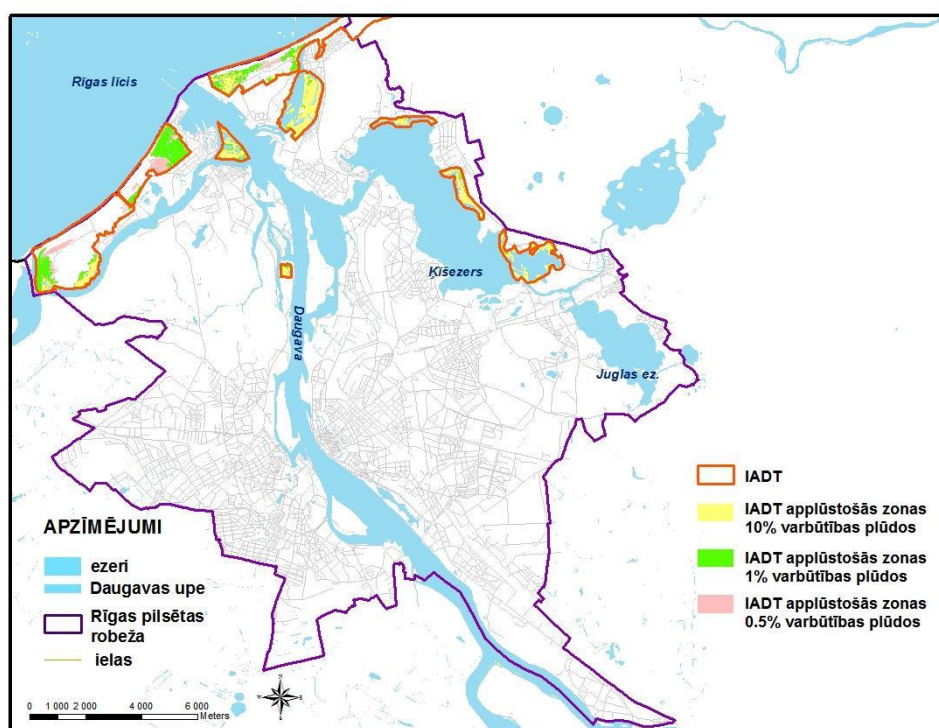 Rīgas līcis
Ķīšezers
Daugava
Juglas ez.
APZĪMĒJUMI
ezeri
Daugavas upe
Rīgas pilsētas
robeža
ielas
IADT
IADT applūstošās zonas
10% varbūtības plūdos
IADT applūstošās zonas
1% varbūtības plūdos
IADT applūstošās zonas
0.5% varbūtības plūdos
N
W E
S
0 1 000 2 000 4 000 6 000
Meters